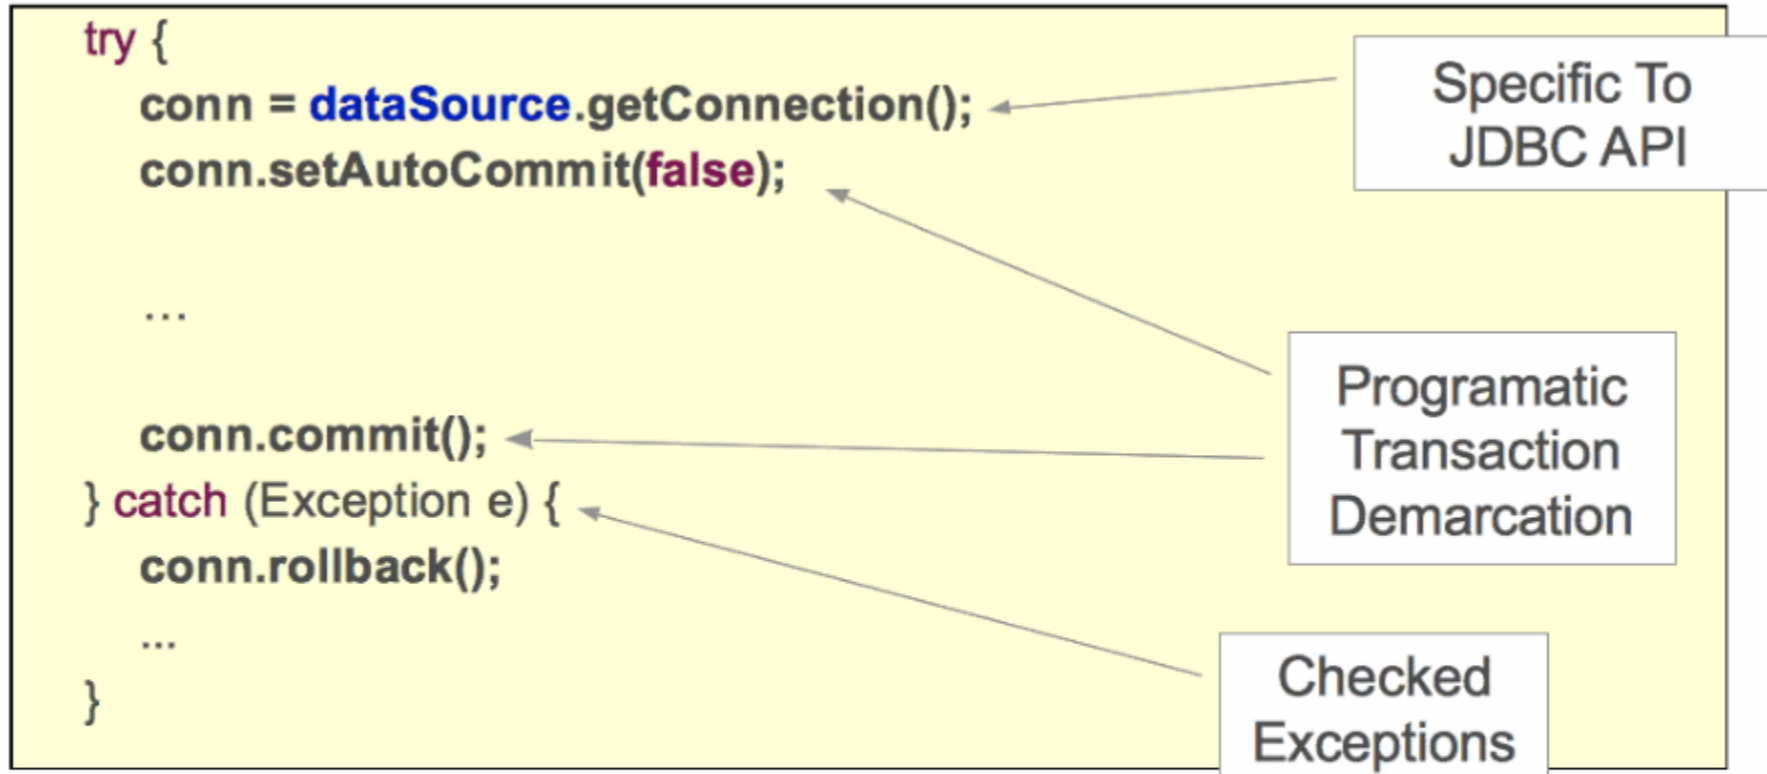 try {
conn = dataSource.getConnection();
conn.setAutoCommit(false);
...
conn.commit();
} catch (Exception e) {
conn.rollback();
...
}
Specific To
JDBC API
Programatic
Transaction
Demarcation
Checked
Exceptions